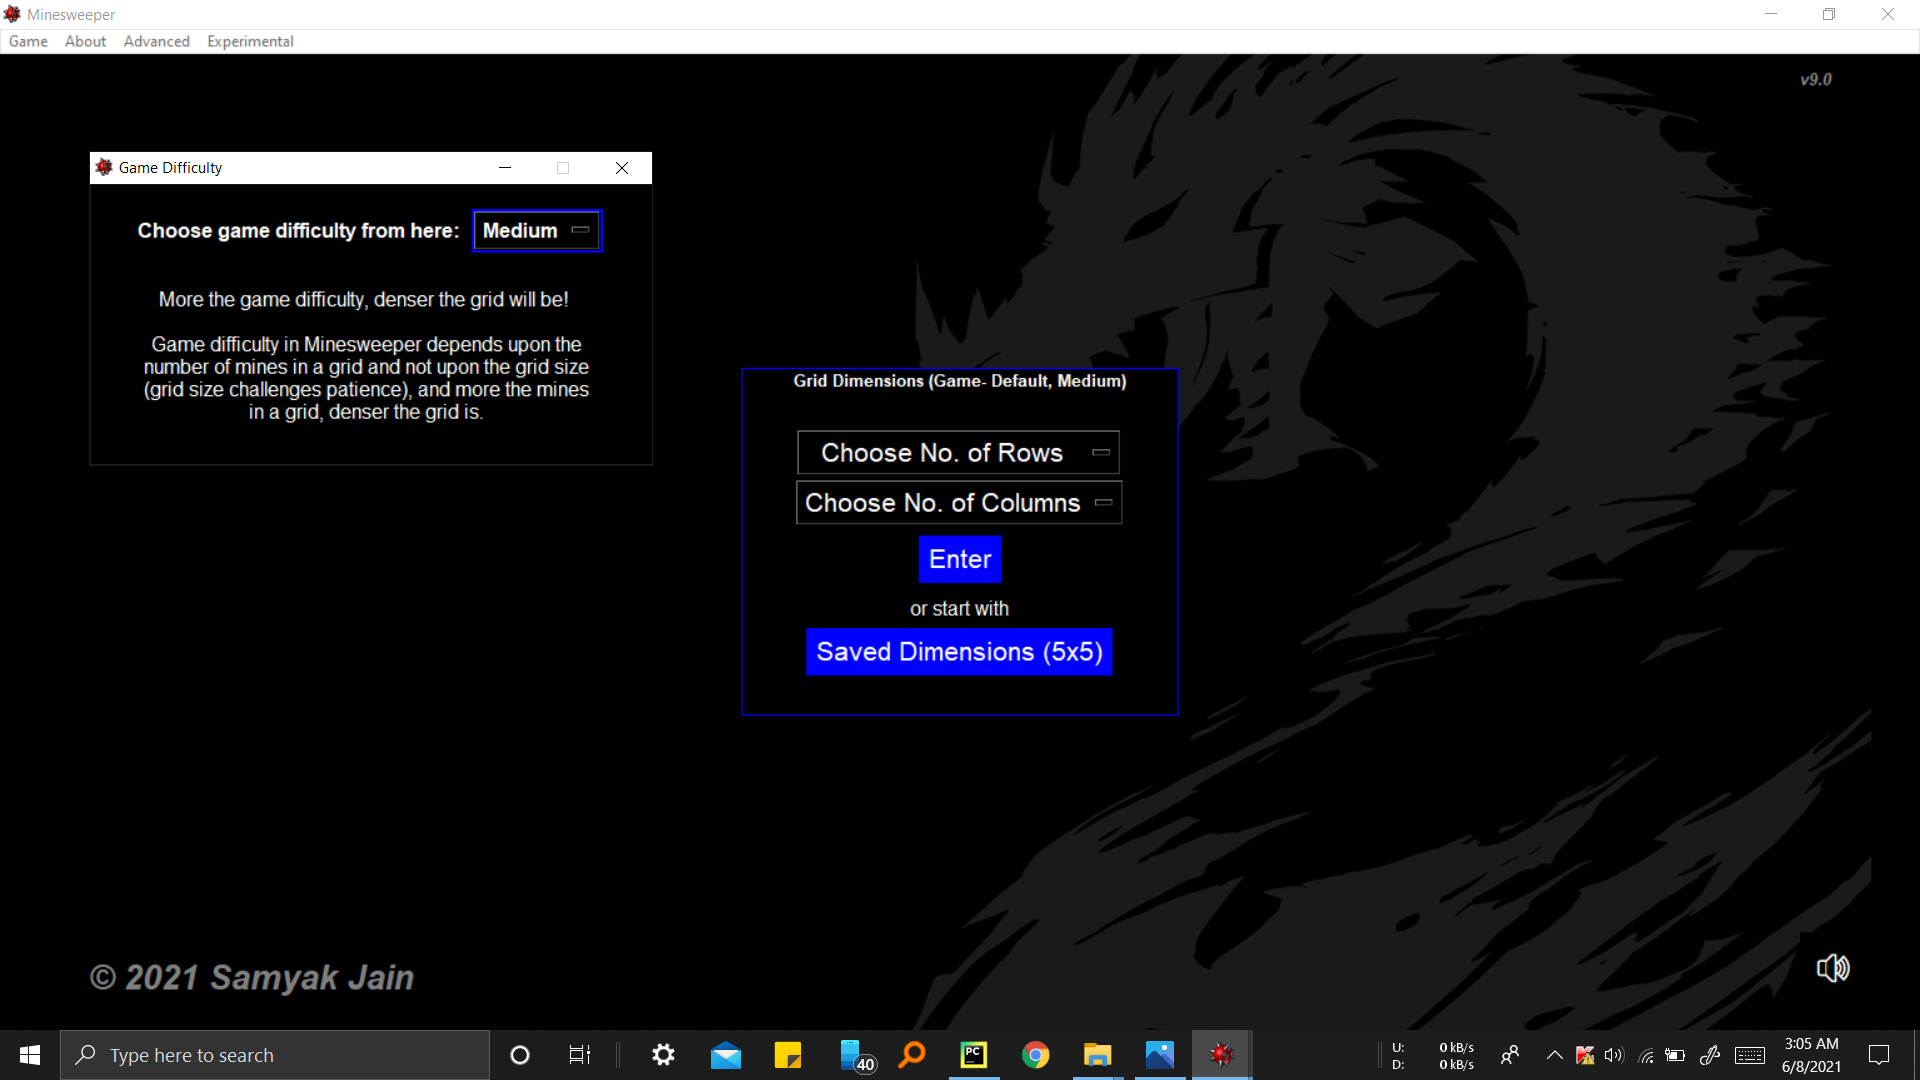 Minesweeper
Game About Advanced Experimental
v9.0
Game Difficulty
Choose game difficulty from here: Medium
More the game difficulty, denser the grid will be!
Game difficulty in Minesweeper depends upon the
number of mines in a grid and not upon the grid size
(grid size challenges patience), and more the mines
in a grid, denser the grid is.
Grid Dimensions (Game- Default, Medium)
Choose No. of Rows
Choose No. of Columns
Enter
or start with
Saved Dimensions (5x5)
© 2021 Samyak Jain
Type here to search
40
PC
U: 0 kB/s
D: 0 kB/s
3:05 AM
6/8/2021